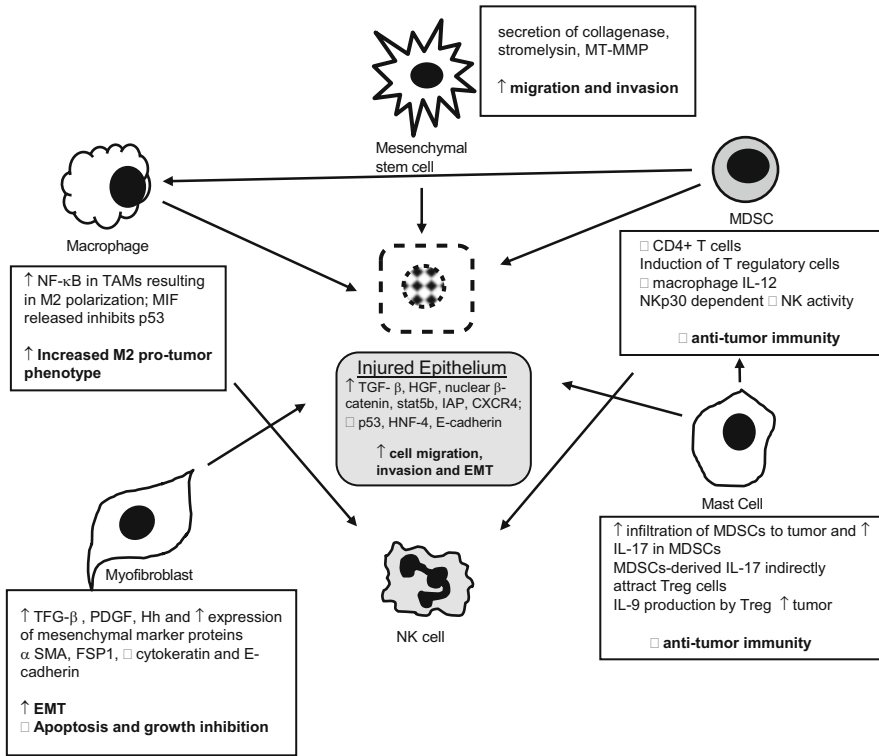 secretion of collagenase,
stromelysin, MT-MMP
↑ migration and invasion
Mesenchymal
stem cell
Macrophage
MDSC
↑ NF-κB in TAMs resulting
in M2 polarization; MIF
released inhibits p53
↑ Increased M2 pro-tumor
phenotype
□ CD4+ T cells
Induction of T regulatory cells
□ macrophage IL-12
NKp30 dependent □ NK activity
□ anti-tumor immunity
Injured Epithelium
↑ TGF- β, HGF, nuclear β-
catenin, stat5b, IAP, CXCR4;
□ p53, HNF-4, E-cadherin
↑ cell migration,
invasion and EMT
Mast Cell
↑ infiltration of MDSCs to tumor and ↑
IL-17 in MDSCs
MDSCs-derived IL-17 indirectly
attract Treg cells
IL-9 production by Treg ↑ tumor
□ anti-tumor immunity
Myofibroblast
↑ TFG-β , PDGF, Hh and ↑ expression
of mesenchymal marker proteins
α SMA, FSP1, □ cytokeratin and E-
cadherin
↑ EMT
□ Apoptosis and growth inhibition
NK cell